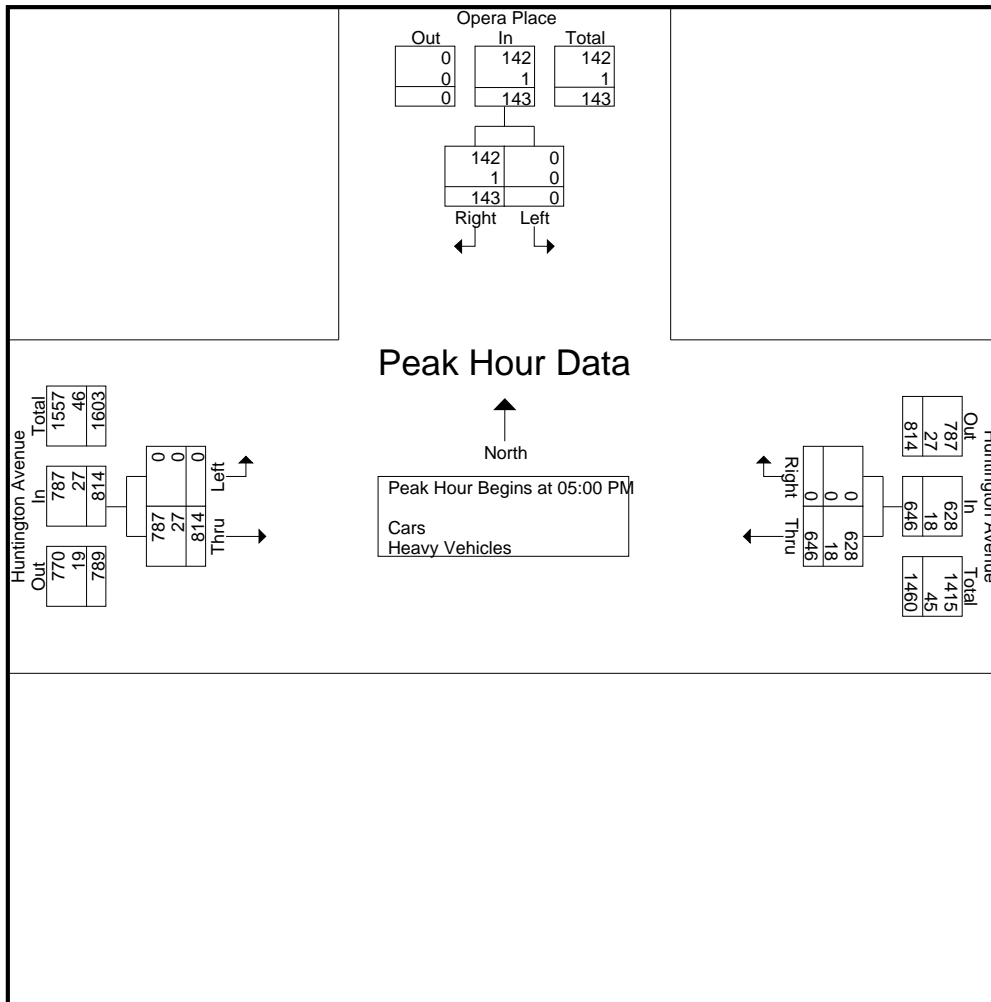 Opera Place
Out In Total
0 142 142
0 1 1
0 143 143
142 0
1 0
143 0
Right Left
Peak Hour Data
North
Peak Hour Begins at 05:00 PM
Cars
Heavy Vehicles
Huntington Avenue
Out In Total
770 787 1557
19 27 46
789 814 1603
Thru Left
787 0
27 0
814 0
Huntington Avenue
Out In Total
787 628 1415
27 18 45
814 646 1460
Right Thru
0 628
0 18
0 646